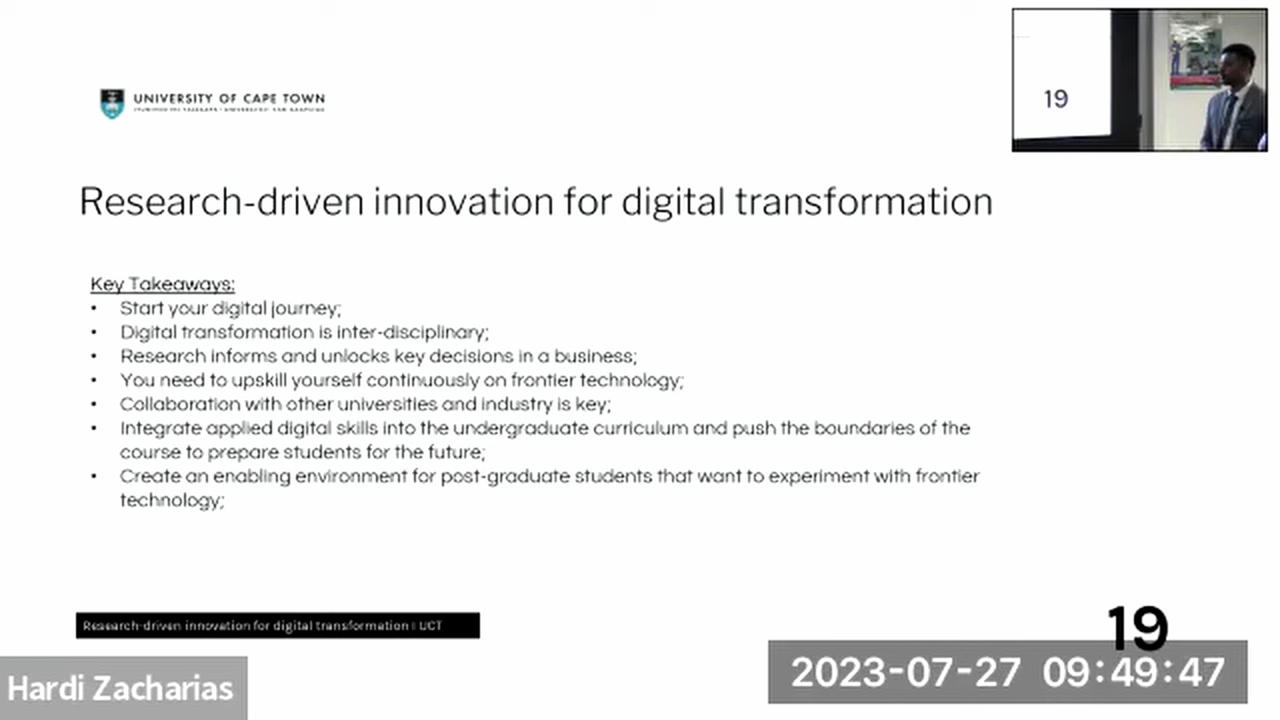 UNIVERSITY OF CAPE TOWN
19
Research-driven innovation for digital transformation
Key Takeaways:
• Start your digital journey;
• Digital transformation is inter-disciplinary;
• Research informs and unlocks key decisions in a business;
• You need to upskill yourself continuously on frontier technology;
• Collaboration with other universities and industry is key;
• Integrate applied digital skills into the undergraduate curriculum and push the boundaries of the
course to prepare students for the future;
• Create an enabling environment for post-graduate students that want to experiment with frontier
technology;
Research-driven innovation for digital transformation | UCT
19
2023-07-27 09:49:47
Hardi Zacharias